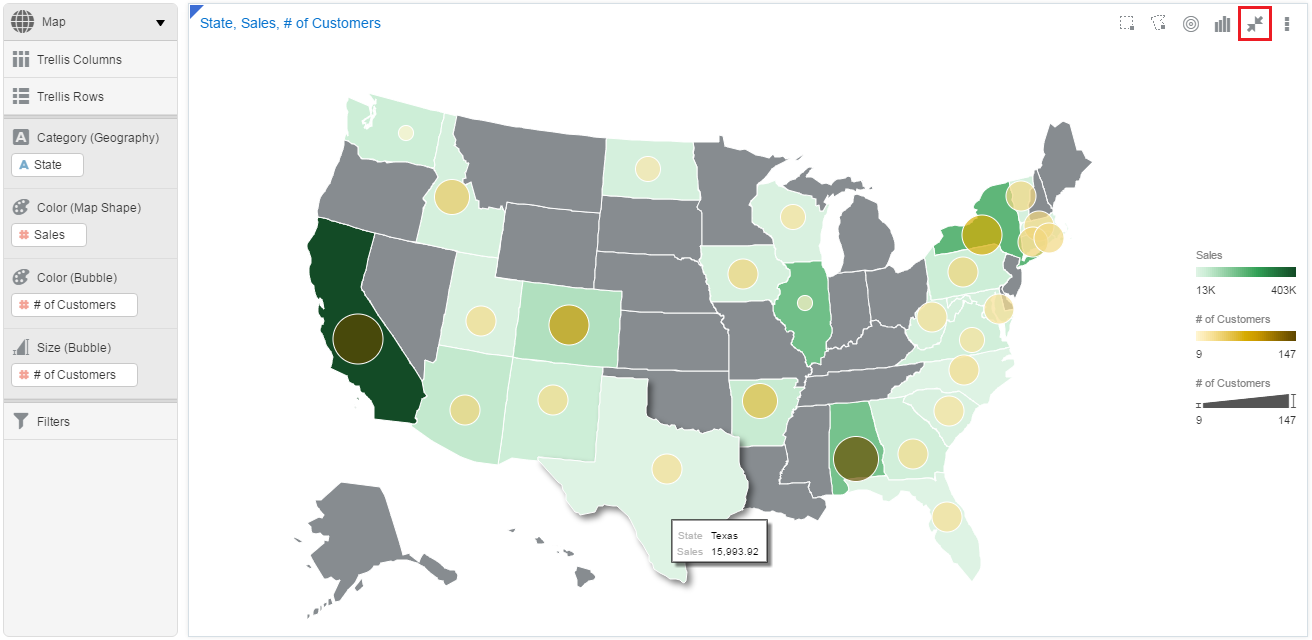 Map
Trellis Columns
Trellis Rows
A Category (Geography)
A State
Color (Map Shape)
# Sales
Color (Bubble)
# # of Customers
Size (Bubble)
# # of Customers
Filters
State, Sales, # of Customers
Sales
13K 403K
# of Customers
9 147
# of Customers
9 147
State Texas
Sales 15,993.92